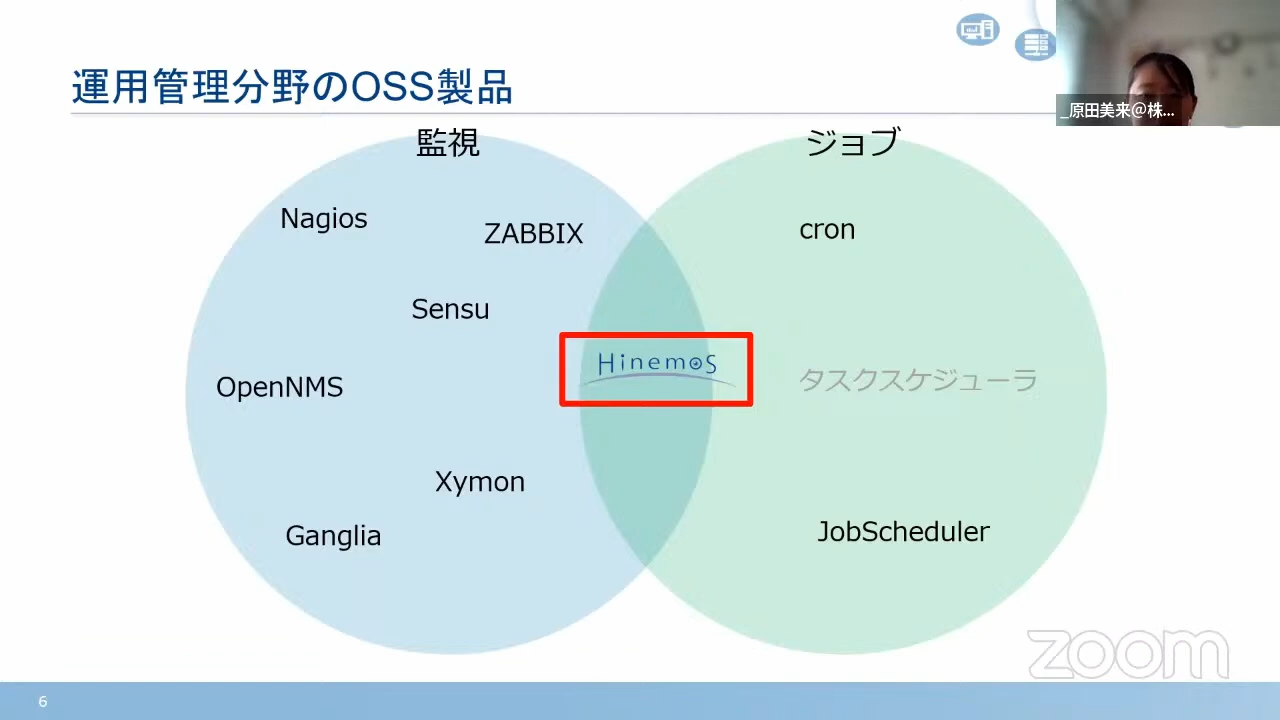 運用管理分野のOSS製品
_原田美来@株...
監視
ジョブ
Nagios
ZABBIX
cron
Sensu
Hinemos
OpenNMS
タスクスケジューラ
Xymon
Ganglia
JobScheduler
zoom
6